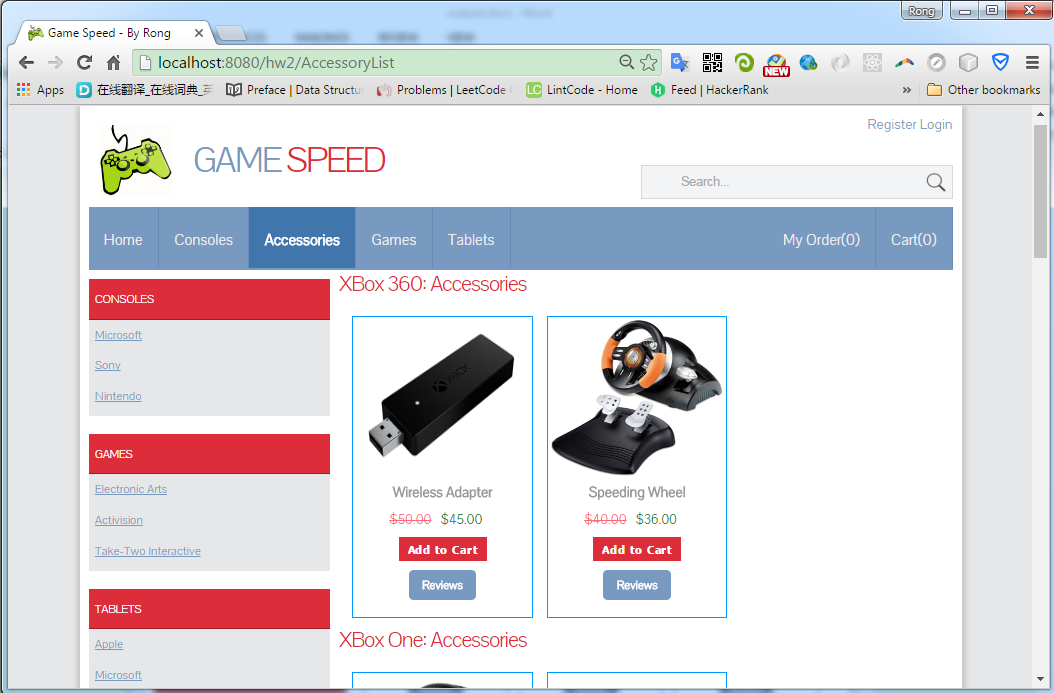 Rong
Game Speed - By Rong
localhost:8080/hw2/AccessoryList
NEW
Apps
在线翻译_在线词典_
Preface | Data Structu
Problems | LeetCode
LC LintCode - Home
Feed | HackerRank
» Other bookmarks
Register Login
GAME SPEED
Search...
Home Consoles Accessories Games Tablets My Order(0) Cart(0)
CONSOLES
Microsoft
Sony
Nintendo
GAMES
Electronic Arts
Activision
Take-Two Interactive
TABLETS
Apple
Microsoft
XBox 360: Accessories
XBOX
Wireless Adapter
$50.00 $45.00
Add to Cart
Reviews
Speeding Wheel
$40.00 $36.00
Add to Cart
Reviews
XBox One: Accessories